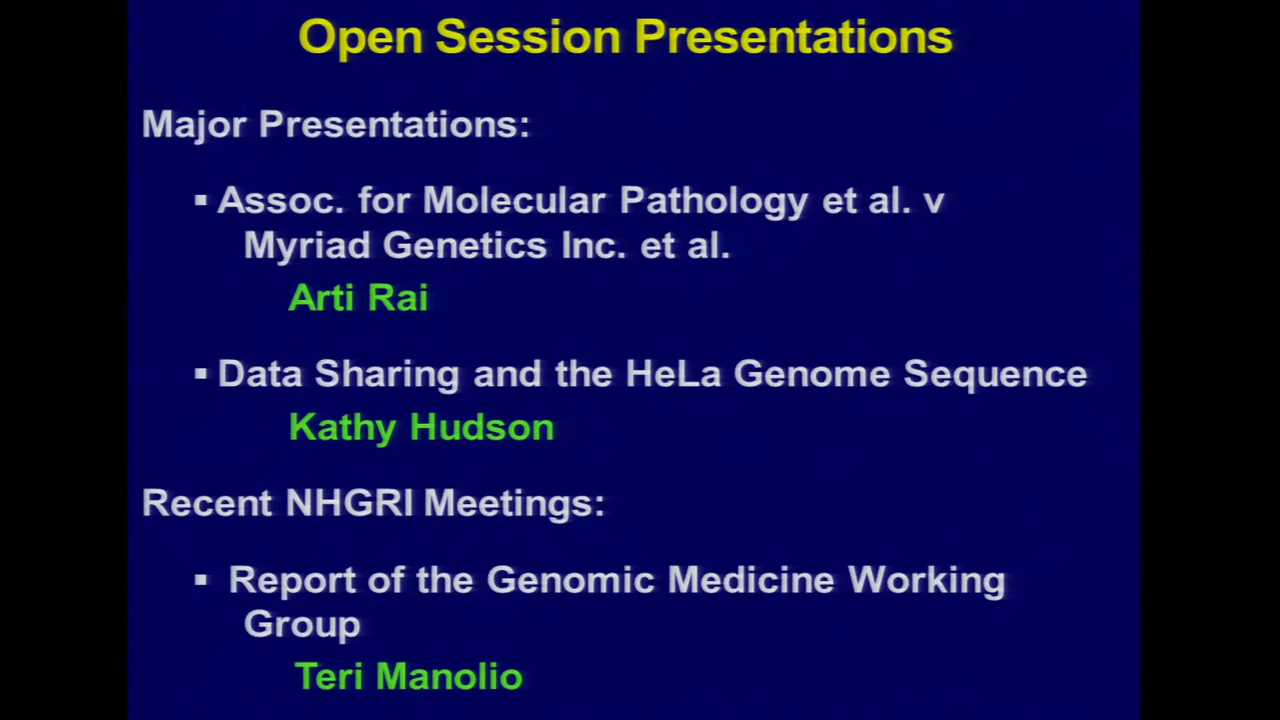 Open Session Presentations
Major Presentations:
▪ Assoc. for Molecular Pathology et al. v
Myriad Genetics Inc. et al.
Arti Rai
▪ Data Sharing and the HeLa Genome Sequence
Kathy Hudson
Recent NHGRI Meetings:
▪ Report of the Genomic Medicine Working
Group
Teri Manolio